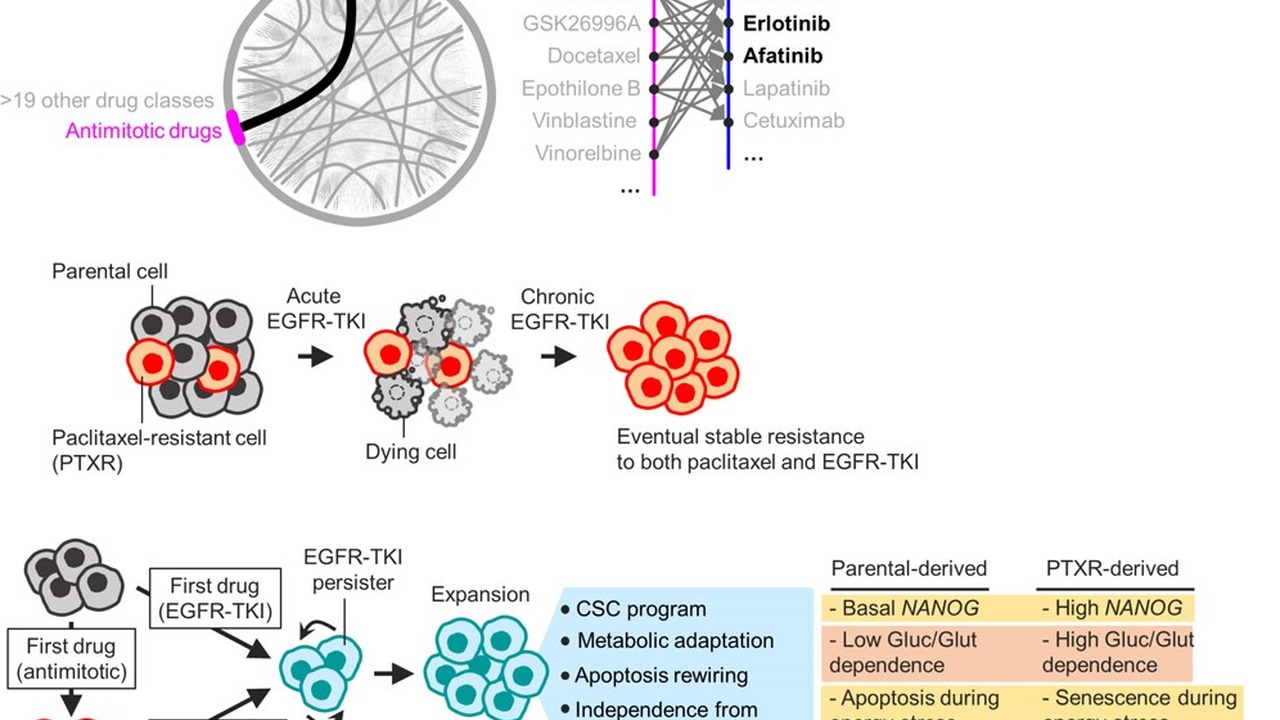 GSK26996A
Docetaxel
Epothilone B
Vinblastine
Vinorelbine
...
Erlotinib
Afatinib
Lapatinib
Cetuximab
...
>19 other drug classes
Antimitotic drugs
Parental cell
Acute
EGFR-TKI
Chronic
EGFR-TKI
Paclitaxel-resistant cell
(PTXR)
Dying cell
Eventual stable resistance
to both paclitaxel and EGFR-TKI
First drug
(EGFR-TKI)
First drug
(antimitotic)
EGFR-TKI
persister
Expansion
• CSC program
• Metabolic adaptation
• Apoptosis rewiring
• Independence from
Parental-derived
- Basal NANOG
- Low Gluc/Glut
dependence
- Apoptosis during
energy stress
PTXR-derived
- High NANOG
- High Gluc/Glut
dependence
- Senescence during
energy stress